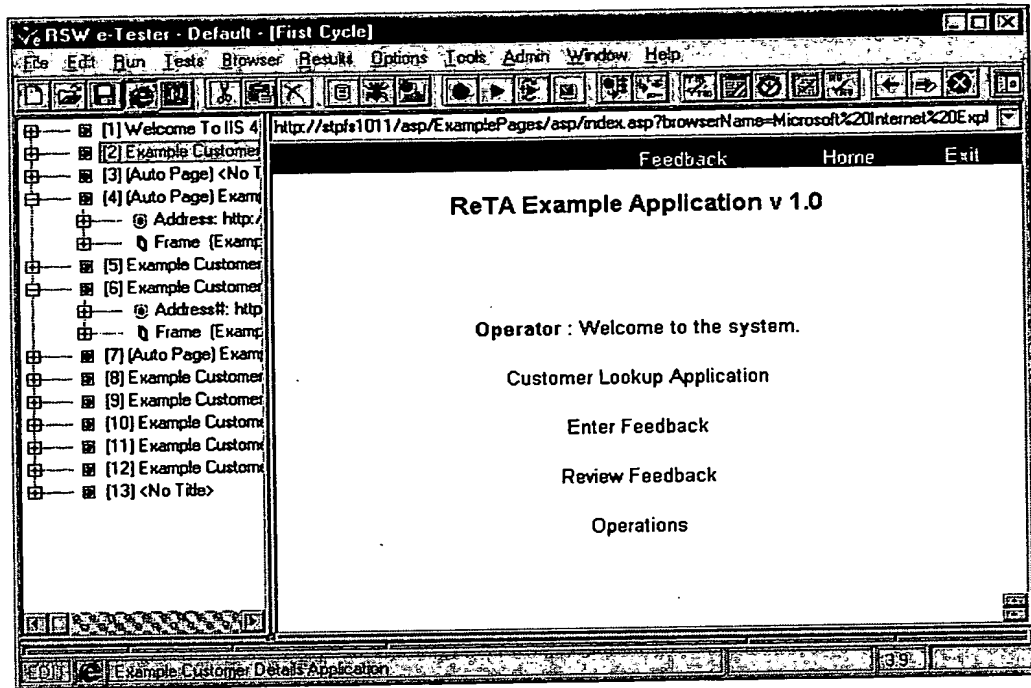 RSW e-Tester - Default - [First Cycle]
File Edit Run Tests Browser Results Options Tools Admin Window Help
[1] Welcome To IIS 4
[2] Example Customer
[3] (Auto Page) <No T
[4] (Auto Page) Exam
Address: http:/
Frame (Examp
[5] Example Customer
[6] Example Customer
Address#: http
Frame (Examp
[7] (Auto Page) Exam
[8] Example Customer
[9] Example Customer
[10] Example Custome
[11] Example Custome
[12] Example Custome
[13] <No Title>
http://stpfs1011/asp/ExamplePages/asp/index.asp?browserName=Microsoft%20Internet%20Expl
Feedback Home Exit
ReTA Example Application v 1.0
Operator : Welcome to the system.
Customer Lookup Application
Enter Feedback
Review Feedback
Operations
EDIT Example Customer Details Application